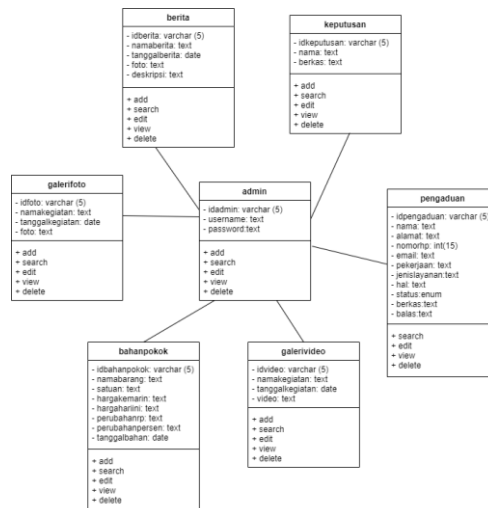 berita
- idberita: varchar (5)
- namaberita: text
- tanggalberita: date
- foto: text
- deskripsi: text
+ add
+ search
+ edit
+ view
+ delete
keputusan
- idkeputusan: varchar (5)
- nama: text
- berkas: text
+ add
+ search
+ edit
+ view
+ delete
galerifoto
- idfoto: varchar (5)
- namakegiatan: text
- tanggalkegiatan: date
- foto: text
+ add
+ search
+ edit
+ view
+ delete
admin
- idadmin: varchar (5)
- username: text
- password:text
+ add
+ search
+ edit
+ view
+ delete
pengaduan
- idpengaduan: varchar (5)
- nama: text
- alamat: text
- nomorhp: int(15)
- email: text
- pekerjaan: text
- jenislayanan:text
- hal: text
- status:enum
- berkas:text
- balas:text
+ search
+ edit
+ view
+ delete
bahanpokok
- idbahanpokok: varchar (5)
- namabarang: text
- satuan: text
- hargakemarin: text
- hargahariini: text
- perubahanrp: text
- perubahanpersen: text
- tanggalbahan: date
+ add
+ search
+ edit
+ view
+ delete
galerivideo
- idvideo: varchar (5)
- namakegiatan: text
- tanggalkegiatan: date
- video: text
+ add
+ search
+ edit
+ view
+ delete